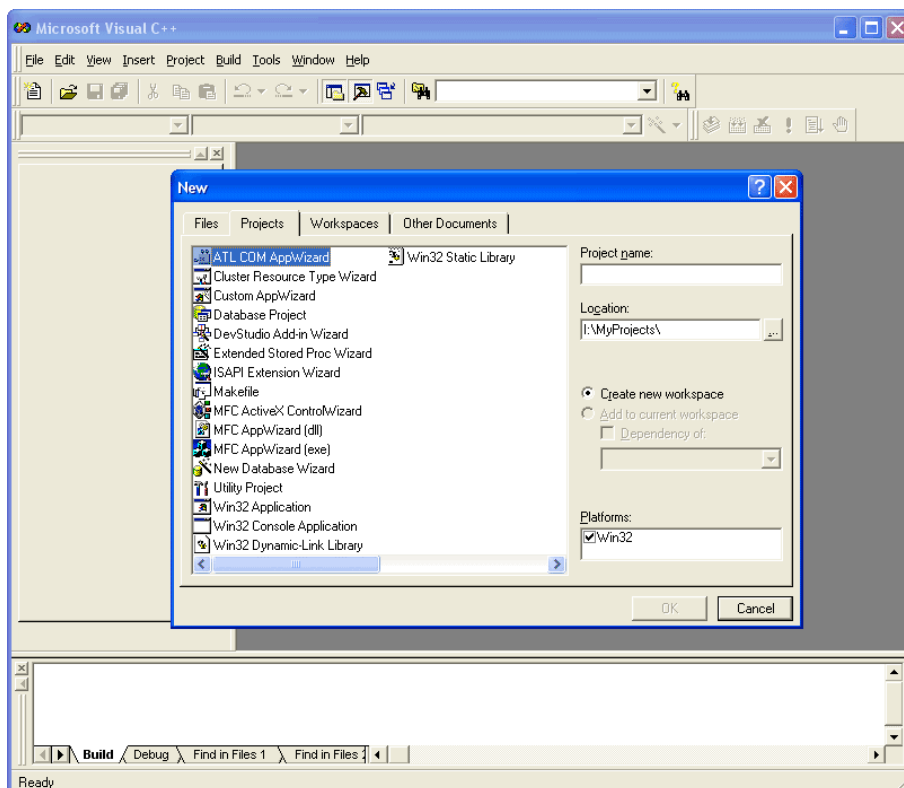 Microsoft Visual C++
File Edit View Insert Project Build Tools Window Help
New
Files Projects Workspaces Other Documents
ATL COM AppWizard
Cluster Resource Type Wizard
Custom AppWizard
Database Project
DevStudio Add-in Wizard
Extended Stored Proc Wizard
ISAPI Extension Wizard
Makefile
MFC ActiveX ControlWizard
MFC AppWizard (dll)
MFC AppWizard (exe)
New Database Wizard
Utility Project
Win32 Application
Win32 Console Application
Win32 Dynamic-Link Library
Win32 Static Library
Project name:
Location:
I:\MyProjects\
...
Create new workspace
Add to current workspace
Dependency of:
Platforms:
Win32
OK Cancel
Build Debug Find in Files 1 Find in Files 2
Ready